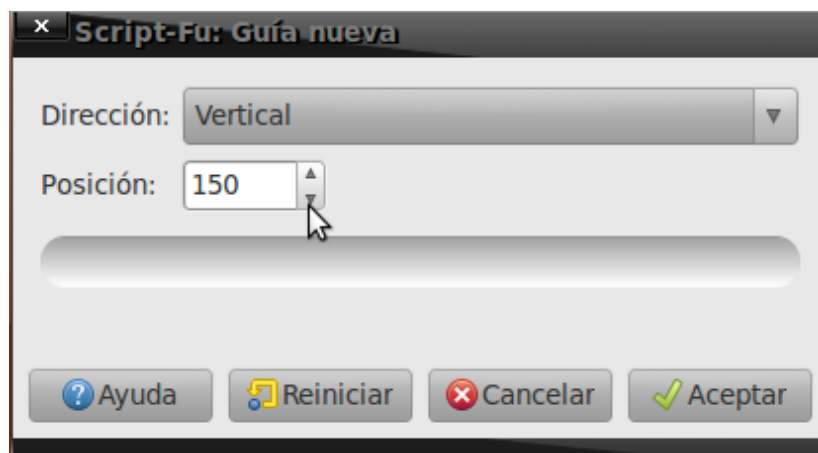 Script-Fu: Guía nueva
Dirección: Vertical
Posición: 150
Ayuda Reiniciar Cancelar Aceptar